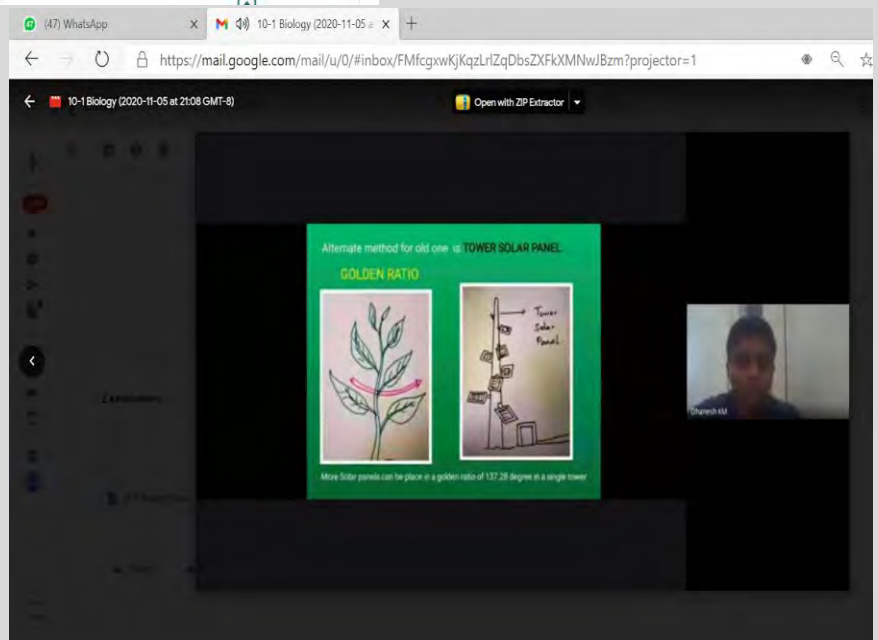 (47) WhatsApp
10-1 Biology (2020-11-05 a
https://mail.google.com/mail/u/0/#inbox/FMfcgxwKjKqzLrlZqDbsZXFkXMNwJBzm?projector=1
10-1 Biology (2020-11-05 at 21:08 GMT-8)
Open with ZIP Extractor
Alternate method for old one is TOWER SOLAR PANEL
GOLDEN RATIO
Tower
Solar
Panel
More Solar panels can be place in a golden ratio of 137.28 degree in a single tower
Dhanesh KM